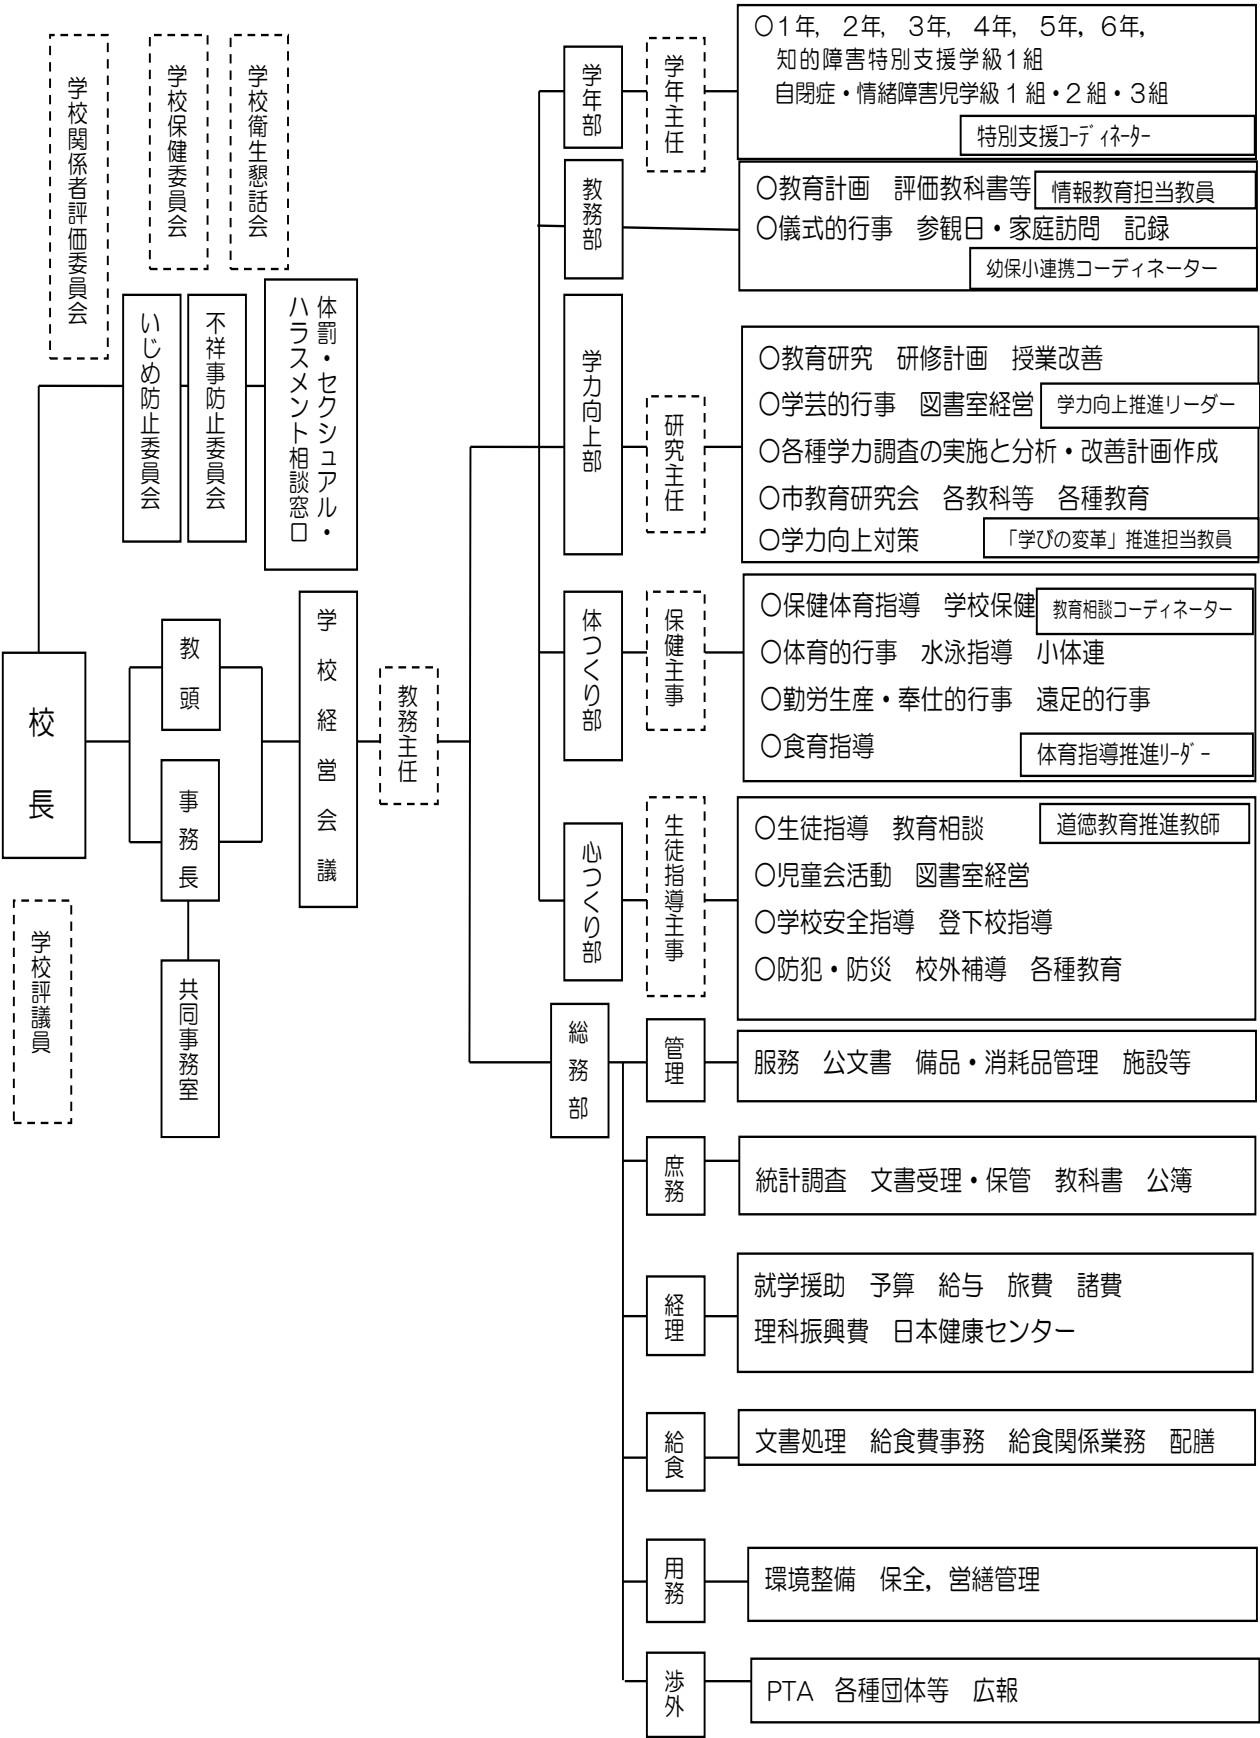 学校関係者評価委員会
学校保健委員会
学校衛生懇話会
いじめ防止委員会
不祥事防止委員会
体罰・セクシュアル・
ハラスメント相談窓口
校長
教頭
事務長
共同事務室
学校評議員
学校経営会議
教務主任
学年部
学年主任
〇1年, 2年, 3年, 4年, 5年, 6年,
知的障害特別支援学級1組
自閉症・情緒障害児学級1組・2組・3組
特別支援ｺｰﾃﾞｨﾈｰﾀｰ
教務部
〇教育計画　評価教科書等
情報教育担当教員
〇儀式的行事　参観日・家庭訪問　記録
幼保小連携コーディネーター
学力向上部
研究主任
〇教育研究　研修計画　授業改善
〇学芸的行事　図書室経営
学力向上推進リーダー
〇各種学力調査の実施と分析・改善計画作成
〇市教育研究会　各教科等　各種教育
〇学力向上対策
「学びの変革」推進担当教員
体つくり部
保健主事
〇保健体育指導　学校保健
教育相談コーディネーター
〇体育的行事　水泳指導　小体連
〇勤労生産・奉仕的行事　遠足的行事
〇食育指導
体育指導推進ﾘｰﾀﾞｰ
心つくり部
生徒指導主事
〇生徒指導　教育相談
道徳教育推進教師
〇児童会活動　図書室経営
〇学校安全指導　登下校指導
〇防犯・防災　校外補導　各種教育
総務部
管理
服務　公文書　備品・消耗品管理　施設等
庶務
統計調査　文書受理・保管　教科書　公簿
経理
就学援助　予算　給与　旅費　諸費
理科振興費　日本健康センター
給食
文書処理　給食費事務　給食関係業務　配膳
用務
環境整備　保全，営繕管理
渉外
PTA　各種団体等　広報